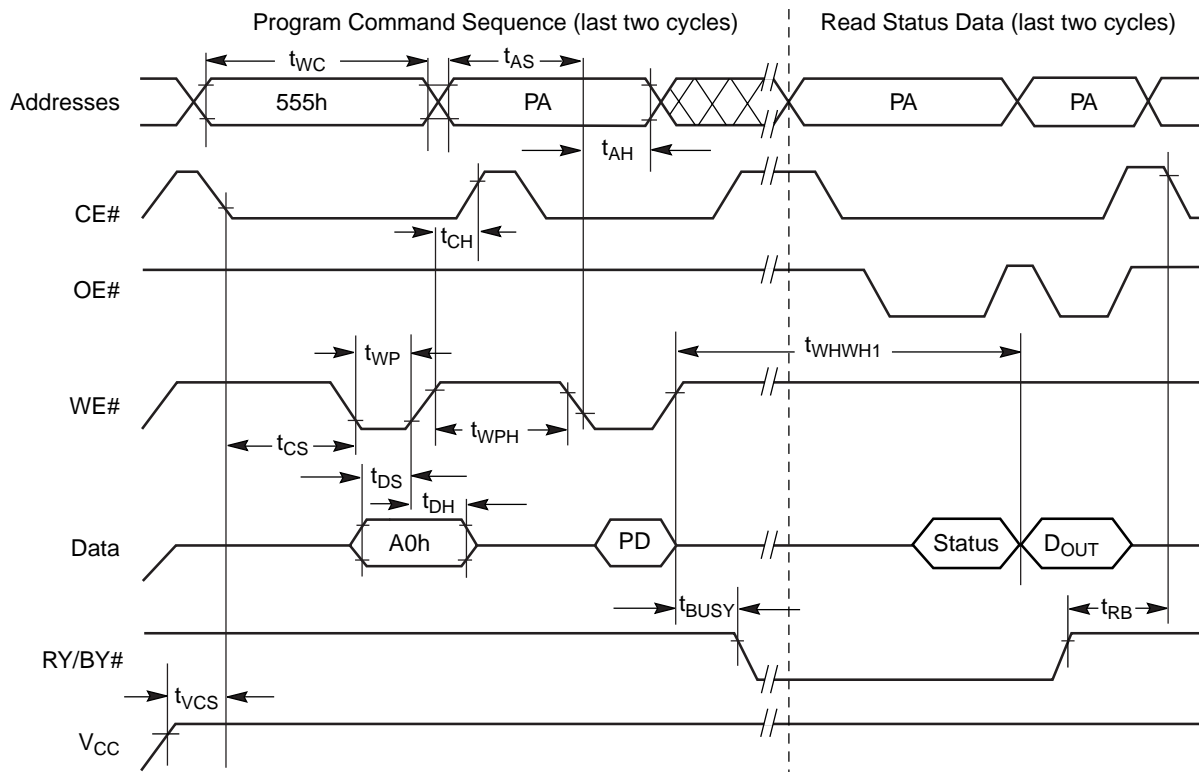 Program Command Sequence (last two cycles)
Read Status Data (last two cycles)
tWC
tAS
Addresses
555h
PA
PA
PA
tAH
CE#
tCH
OE#
tWHWH1
tWP
WE#
tCS
tWPH
tDS
tDH
Data
A0h
PD
Status
DOUT
tBUSY
tRB
RY/BY#
tVCS
VCC